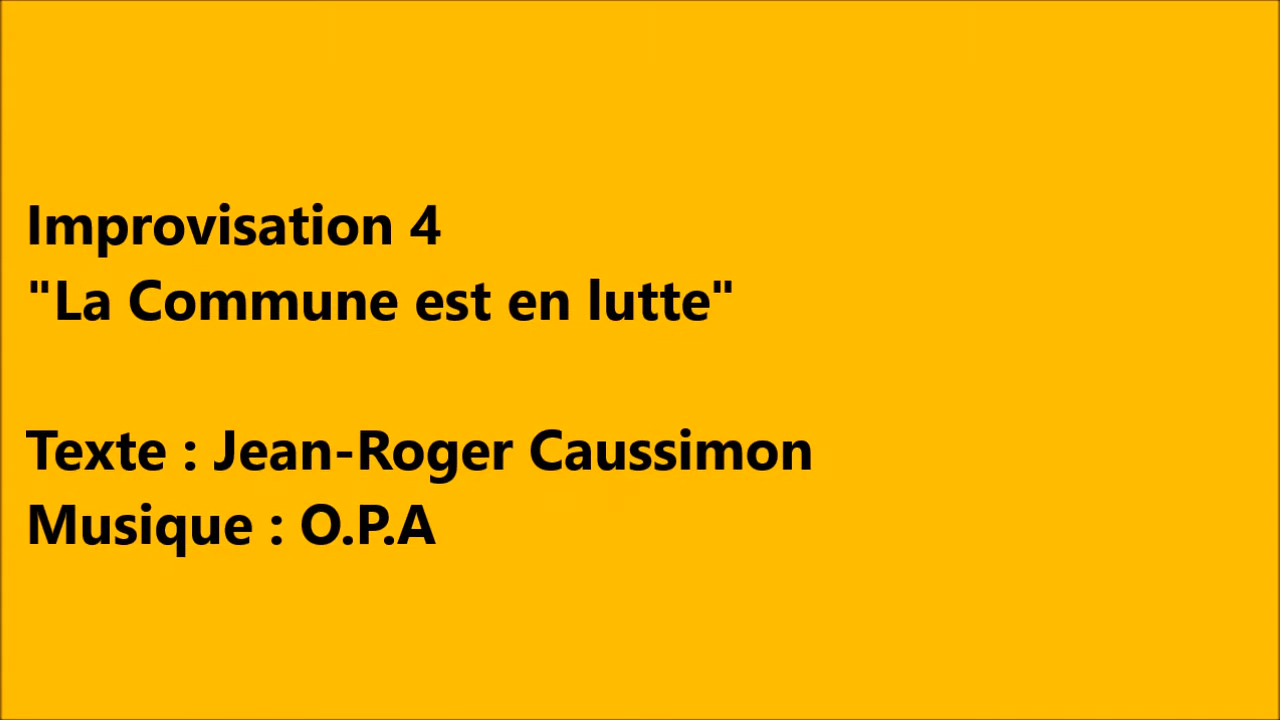 Improvisation 4
"La Commune est en lutte"
Texte : Jean-Roger Caussimon
Musique : O.P.A